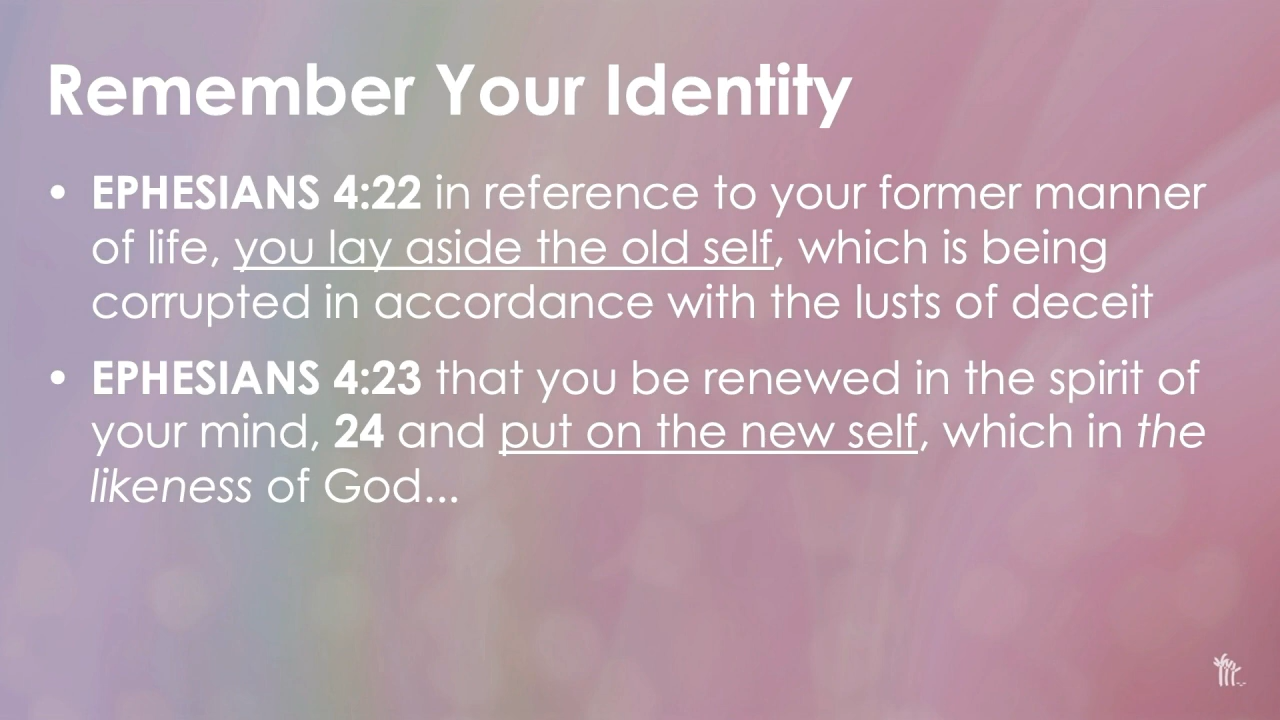 Remember Your Identity
• EPHESIANS 4:22 in reference to your former manner
of life, you lay aside the old self, which is being
corrupted in accordance with the lusts of deceit
• EPHESIANS 4:23 that you be renewed in the spirit of
your mind, 24 and put on the new self, which in the
likeness of God...